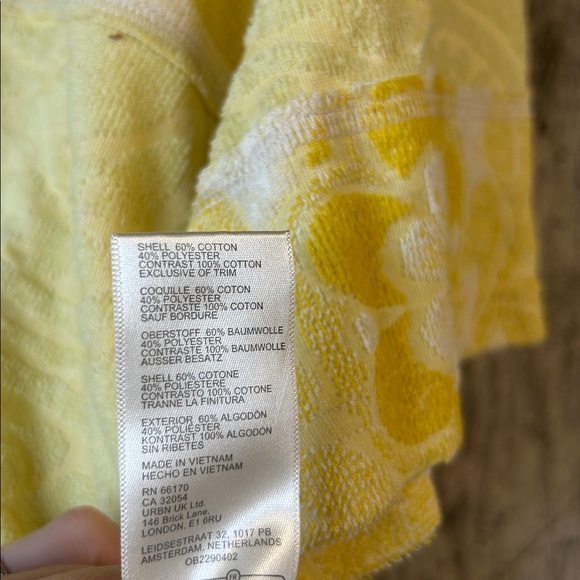 SHELL 60% COTTON
40% POLYESTER
CONTRAST 100% COTTON
EXCLUSIVE OF TRIM
COQUILLE 60% COTON
40% POLYESTER
CONTRASTE 100% COTON
SAUF BORDURE
OBERSTOFF 60% BAUMWOLLE
40% POLYESTER
CONTRASTE 100% BAUMWOLLE
AUSSER BESATZ
SHELL 60% COTONE
40% POLIESTERE
CONTRASTO 100% COTONE
TRANNE LA FINITURA
EXTERIOR 60% ALGODÓN
40% POLIÉSTER
KONTRAST 100% ALGODÓN
SIN RIBETES
MADE IN VIETNAM
HECHO EN VIETNAM
RN 66170
CA 32054
URBN UK Ltd.
146 Brick Lane,
LONDON, E1 6RU
LEIDSESTRAAT 32, 1017 PB
AMSTERDAM, NETHERLANDS
OB2290402